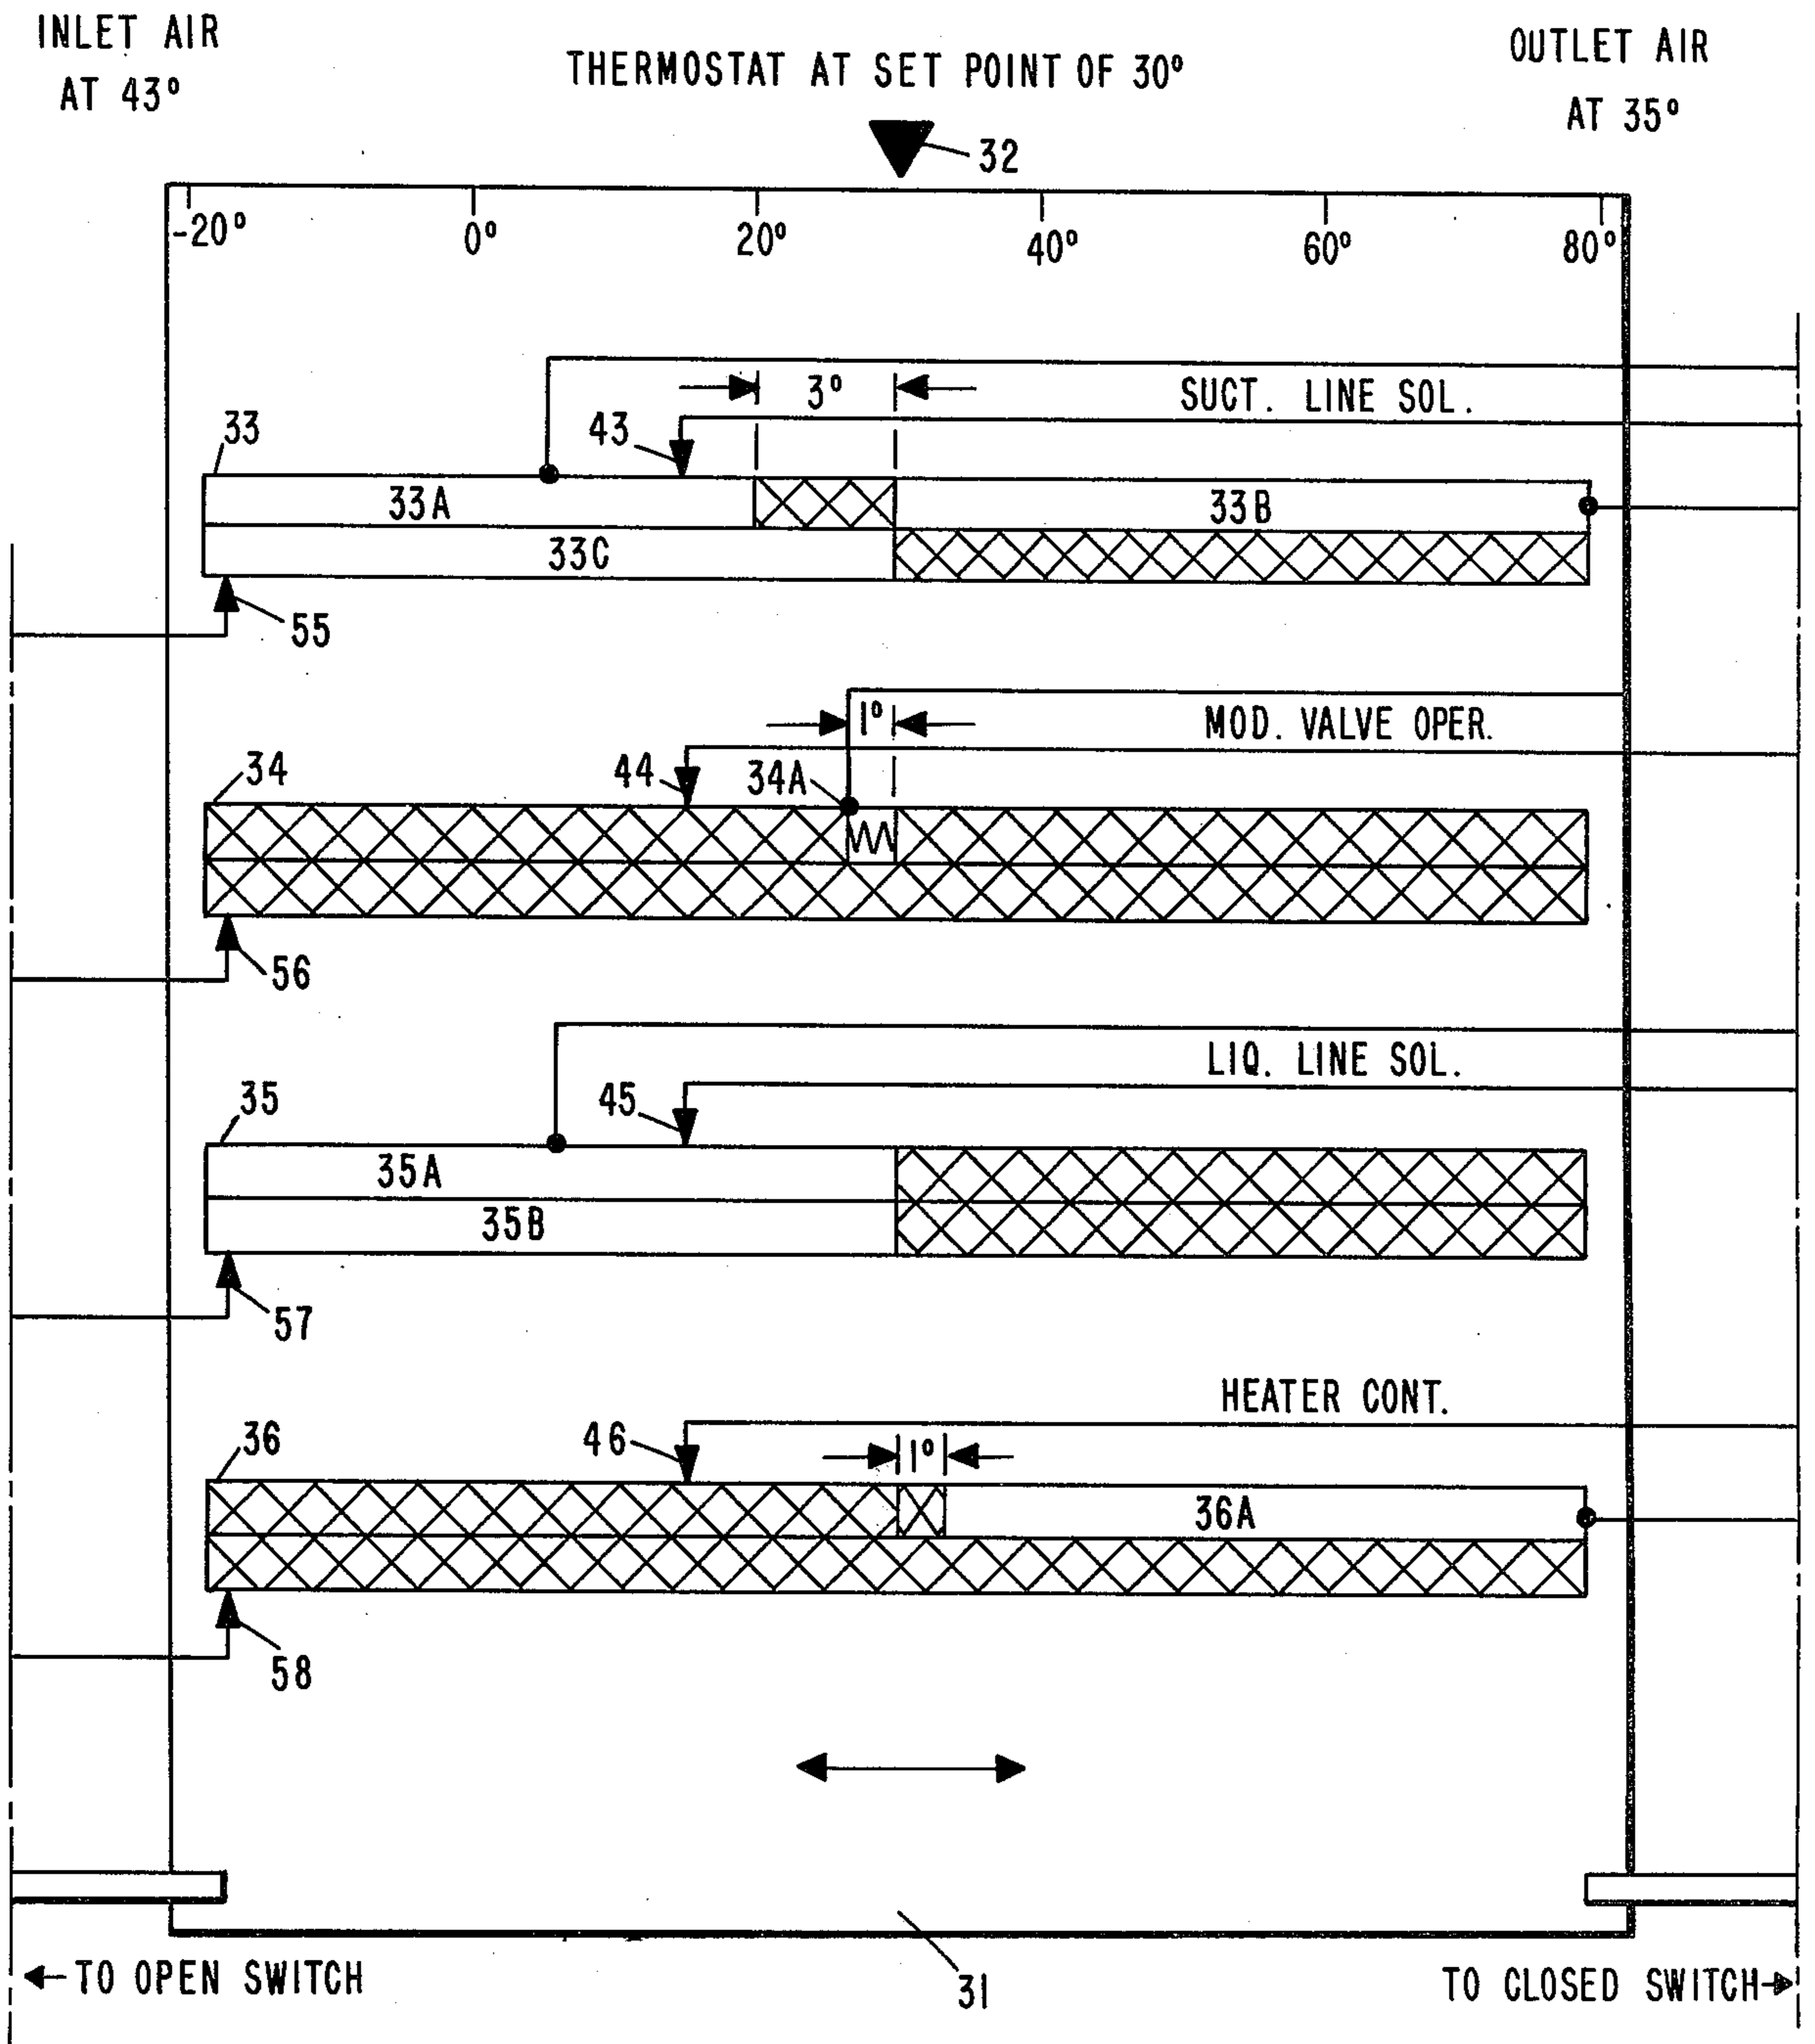 INLET AIR
AT 43°
THERMOSTAT AT SET POINT OF 30°
OUTLET AIR
AT 35°
32
-20°
0°
20°
40°
60°
80°
3°
SUCT. LINE SOL.
33
43
33A
33B
33C
55
1°
MOD. VALVE OPER.
34
44
34A
56
LIQ. LINE SOL.
35
45
35A
35B
57
HEATER CONT.
36
46
1°
36A
58
←TO OPEN SWITCH
31
TO CLOSED SWITCH→